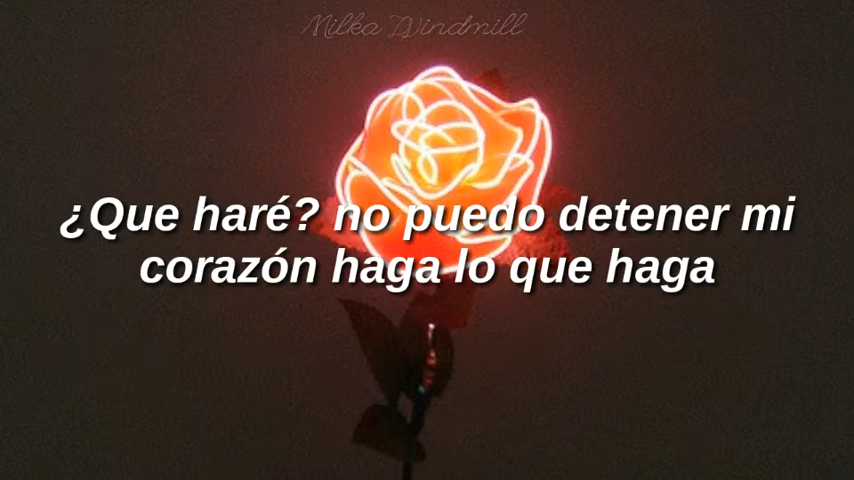 Milka Windmill
¿Que haré? no puedo detener mi
corazón haga lo que haga